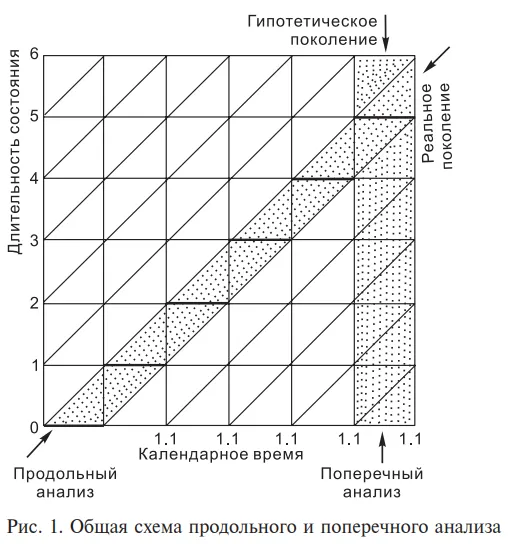 Гипотетическое
поколение
Реальное
поколение
Длительность состояния
6
5
4
3
2
1
0
1.1 1.1 1.1 1.1 1.1
Календарное время
Продольный
анализ
Поперечный
анализ
Рис. 1. Общая схема продольного и поперечного анализа